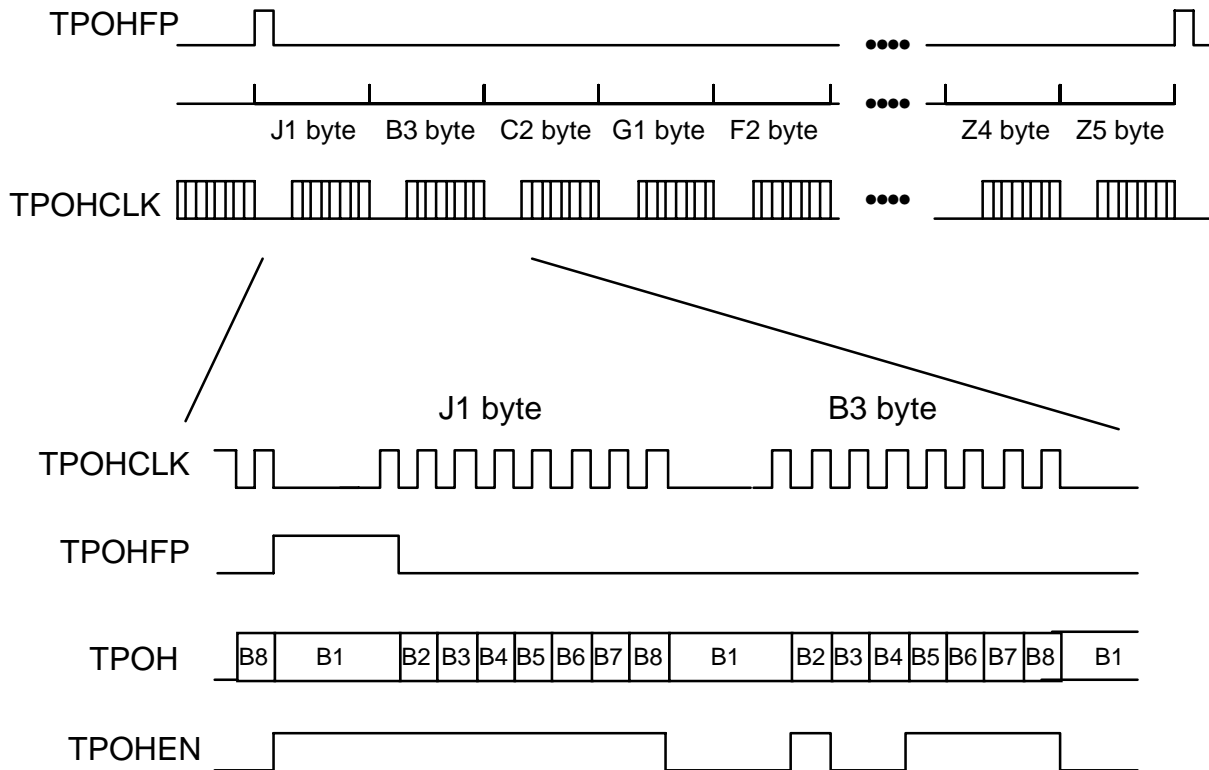 TPOHFP
J1 byte B3 byte C2 byte G1 byte F2 byte Z4 byte Z5 byte
TPOHCLK
J1 byte B3 byte
TPOHCLK
TPOHFP
TPOH B8 B1 B2 B3 B4 B5 B6 B7 B8 B1 B2 B3 B4 B5 B6 B7 B8 B1
TPOHEN